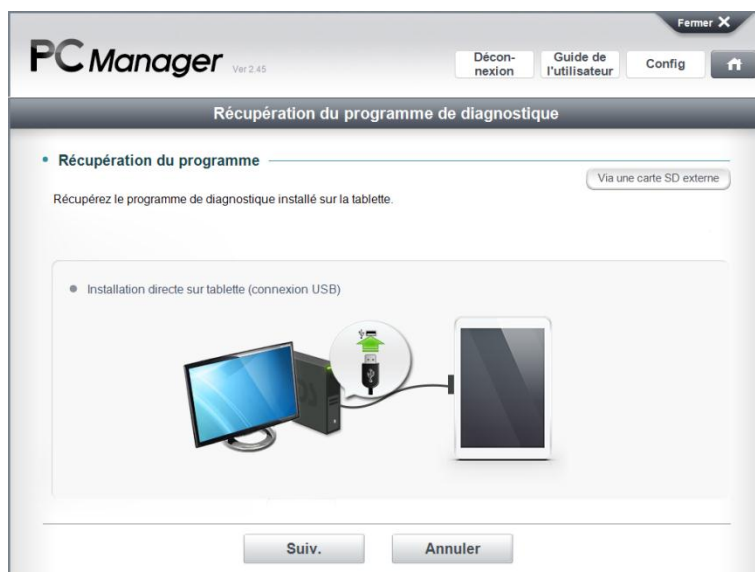 Fermer X
PC Manager Ver 2.45
Décon-
nexion
Guide de
l'utilisateur
Config
Récupération du programme de diagnostique
• Récupération du programme
Via une carte SD externe
Récupérez le programme de diagnostique installé sur la tablette.
Installation directe sur tablette (connexion USB)
Suiv.
Annuler